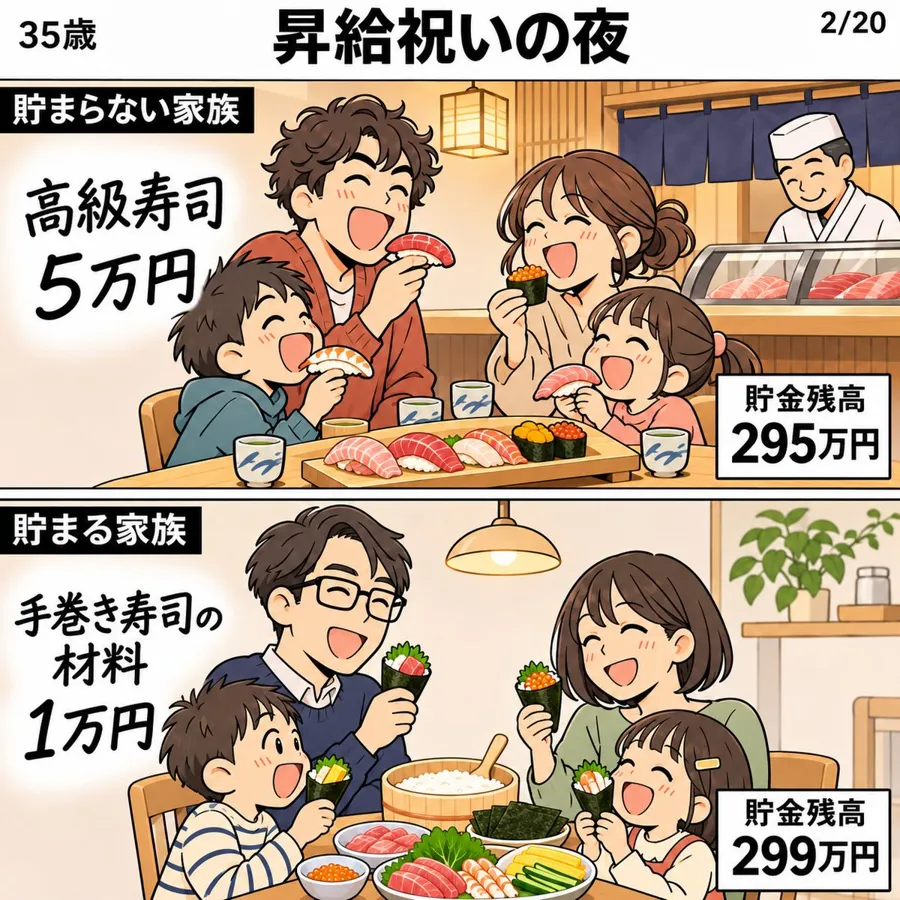 35歳
昇給祝いの夜
2/20
貯まらない家族
高級寿司
5万円
貯金残高
295万円
貯まる家族
手巻き寿司の
材料
1万円
貯金残高
299万円